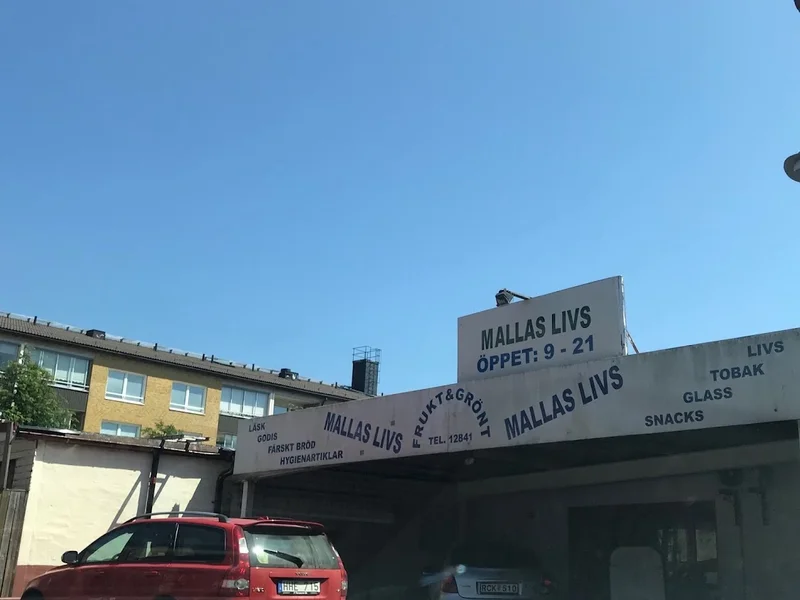 MALLAS LIVS
ÖPPET: 9 - 21
LÄSK
GODIS
FÄRSKT BRÖD
HYGIENARTIKLAR
MALLAS LIVS
FRUKT&GRÖNT
TEL. 12841
MALLAS LIVS
LIVS
TOBAK
GLASS
SNACKS